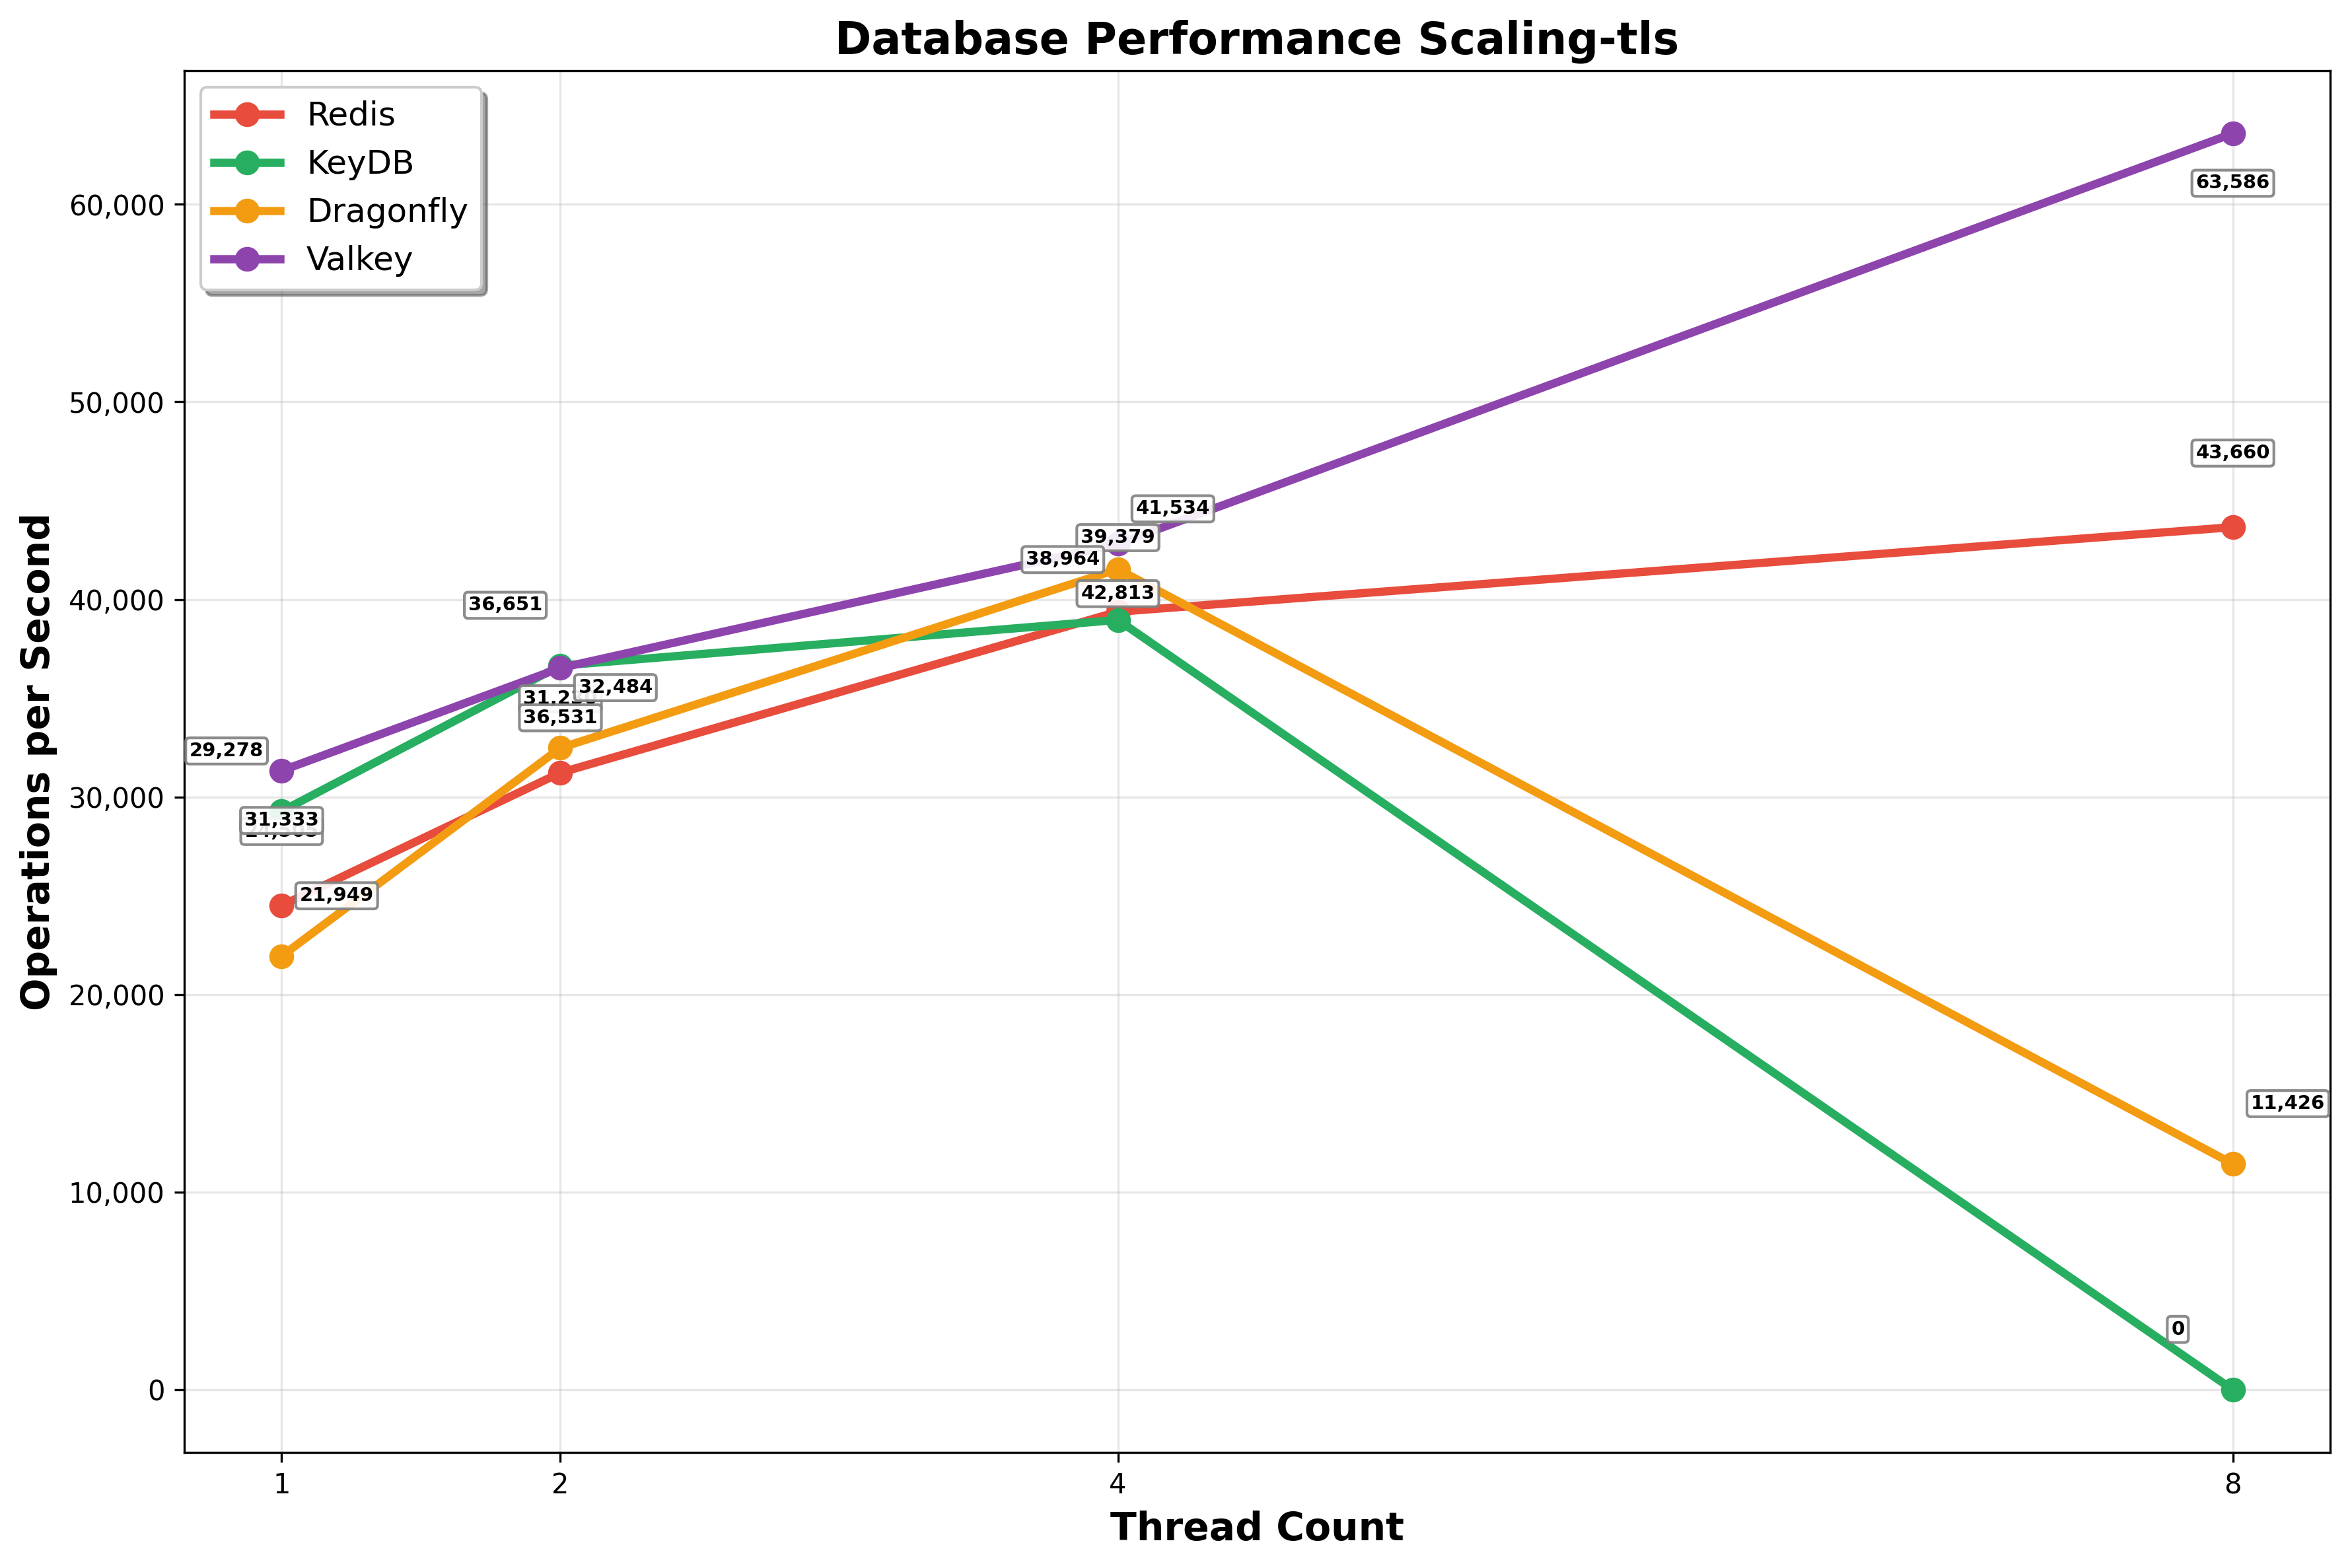 Database Performance Scaling-tls
Redis
KeyDB
Dragonfly
Valkey
Operations per Second
60,000
50,000
40,000
30,000
20,000
10,000
0
63,586
43,660
41,534
39,379
38,964
42,813
36,651
32,484
36,531
29,278
31,333
21,949
11,426
0
1 2 4 8
Thread Count